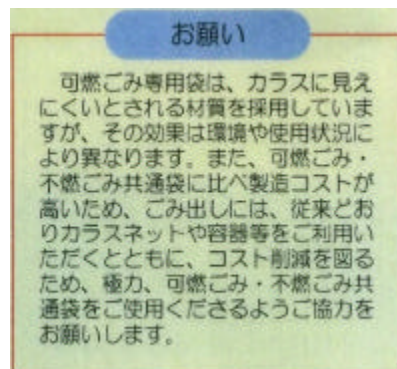 お願い
　可燃ごみ専用袋は、カラスに見え
にくいとされる材質を採用していま
すが、その効果は環境や使用状況に
より異なります。また、可燃ごみ・
不燃ごみ共通袋に比べ製造コストが
高いため、ごみ出しには、従来どお
りカラスネットや容器等をご利用い
ただくとともに、コスト削減を図る
ため、極力、可燃ごみ・不燃ごみ共
通袋をご使用くださるようご協力を
お願いします。